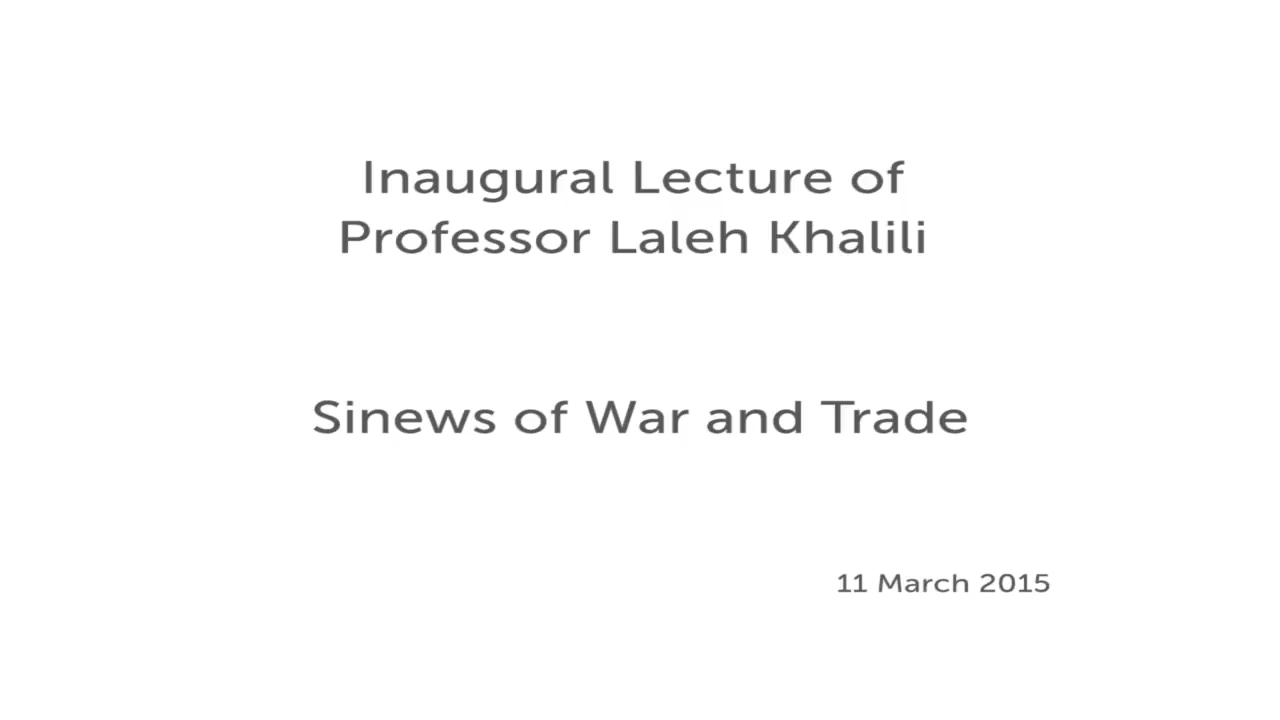 Inaugural Lecture of
Professor Laleh Khalili
Sinews of War and Trade
11 March 2015